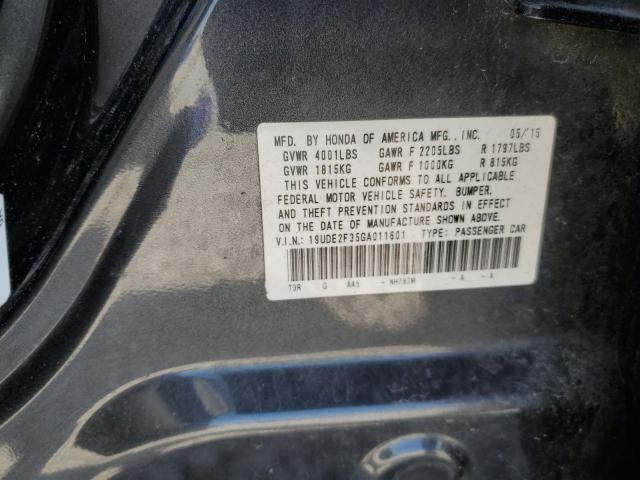 MFD. BY HONDA OF AMERICA MFG., INC. 05/15
GVWR 4001LBS GAWR F 2205LBS R 1797LBS
GVWR 1815KG GAWR F 1000KG R 815KG
THIS VEHICLE CONFORMS TO ALL APPLICABLE
FEDERAL MOTOR VEHICLE SAFETY, BUMPER,
AND THEFT PREVENTION STANDARDS IN EFFECT
ON THE DATE OF MANUFACTURE SHOWN ABOVE.
V.I.N.: 19UDE2F35GA011601 TYPE: PASSENGER CAR
T3R G AA5 - NH782M - A - A